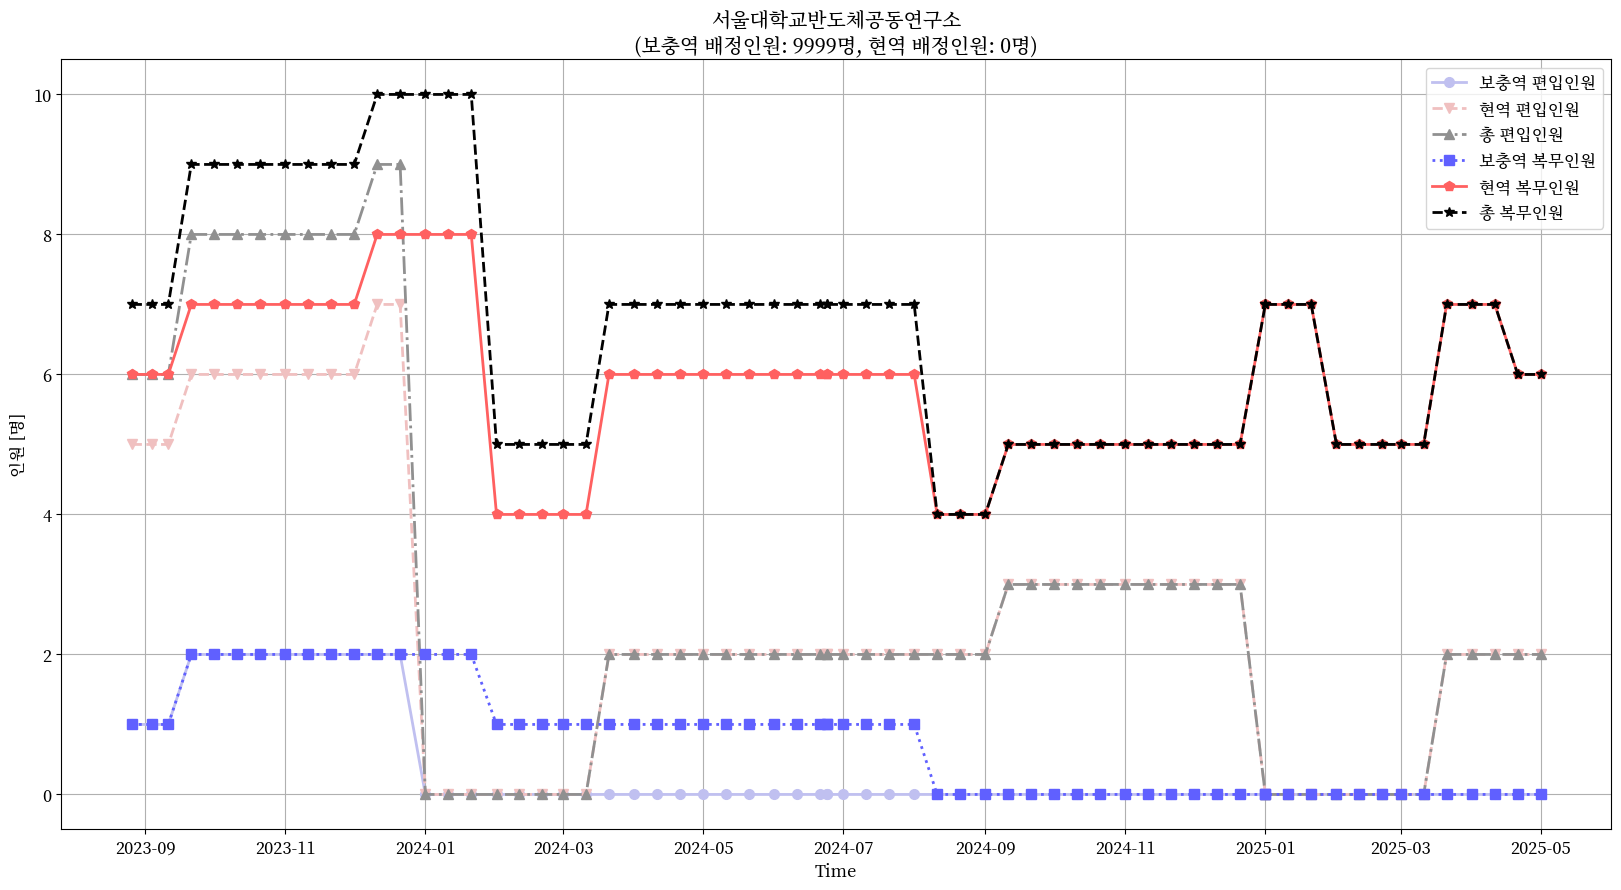 서울대학교반도체공동연구소
(보충역 배정인원: 9999명, 현역 배정인원: 0명)
보충역 편입인원
현역 편입인원
총 편입인원
보충역 복무인원
현역 복무인원
총 복무인원
인원 [명]
10
8
6
4
2
0
2023-09
2023-11
2024-01
2024-03
2024-05
2024-07
2024-09
2024-11
2025-01
2025-03
2025-05
Time